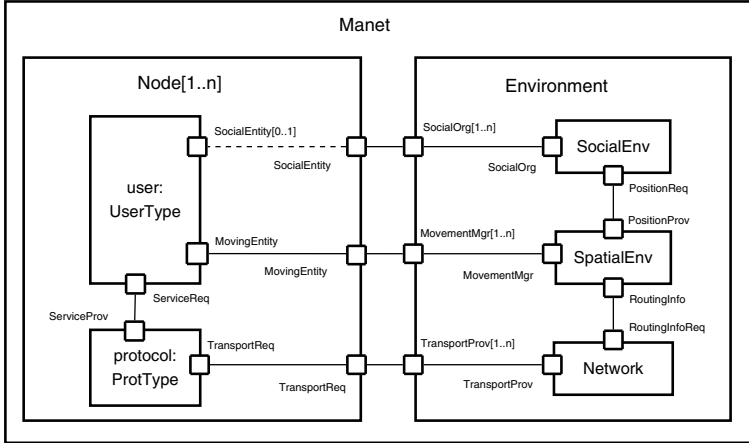 Manet
Node[1..n]
Environment
SocialEntity[0..1]
SocialOrg[1..n]
SocialEnv
SocialEntity
SocialOrg
user:
UserType
PositionReq
PositionProv
MovingEntity
MovementMgr[1..n]
SpatialEnv
MovingEntity
MovementMgr
ServiceReq
RoutingInfo
ServiceProv
RoutingInfoReq
protocol:
ProtType
TransportReq
TransportProv[1..n]
Network
TransportReq
TransportProv